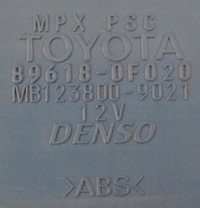 MPX PSC
TOYOTA
89618-0F020
MB123800-9021
12V
DENSO
>ABS<